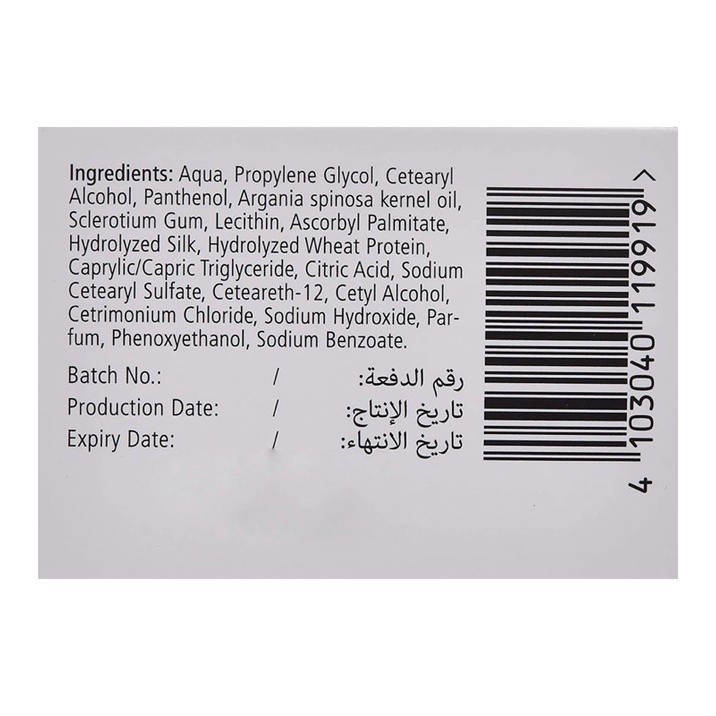 Ingredients: Aqua, Propylene Glycol, Cetearyl
Alcohol, Panthenol, Argania spinosa kernel oil,
Sclerotium Gum, Lecithin, Ascorbyl Palmitate,
Hydrolyzed Silk, Hydrolyzed Wheat Protein,
Caprylic/Capric Triglyceride, Citric Acid, Sodium
Cetearyl Sulfate, Ceteareth-12, Cetyl Alcohol,
Cetrimonium Chloride, Sodium Hydroxide, Par-
fum, Phenoxyethanol, Sodium Benzoate.
Batch No.: / رقم الدفعة:
Production Date: / تاريخ الإنتاج:
Expiry Date: / تاريخ الانتهاء:
4 103040 119919 >